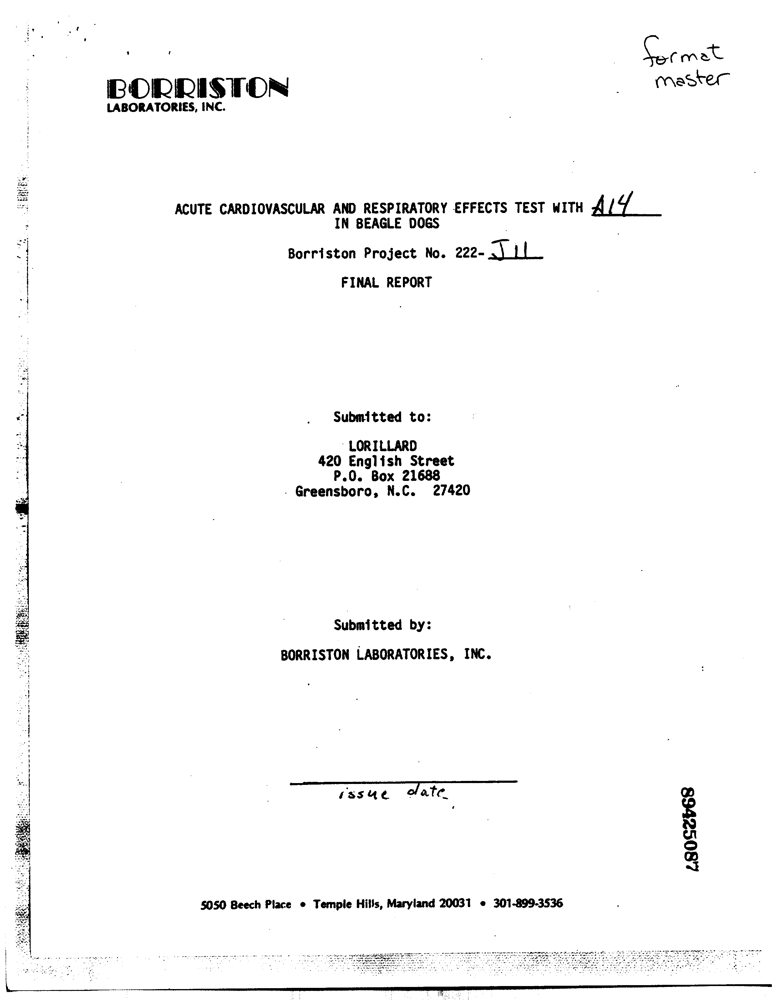 format
master
BORRISTON
LABORATORIES, INC.
ACUTE CARDIOVASCULAR AND RESPIRATORY EFFECTS TEST WITH A14
IN BEAGLE DOGS
Borriston Project No. 222- J11
FINAL REPORT
Submitted to:
LORILLARD
420 English Street
P.O. Box 21688
Greensboro, N.C. 27420
Submitted by:
BORRISTON LABORATORIES, INC.
issue date
89425087
5050 Beech Place • Temple Hills, Maryland 20031 • 301-899-3536